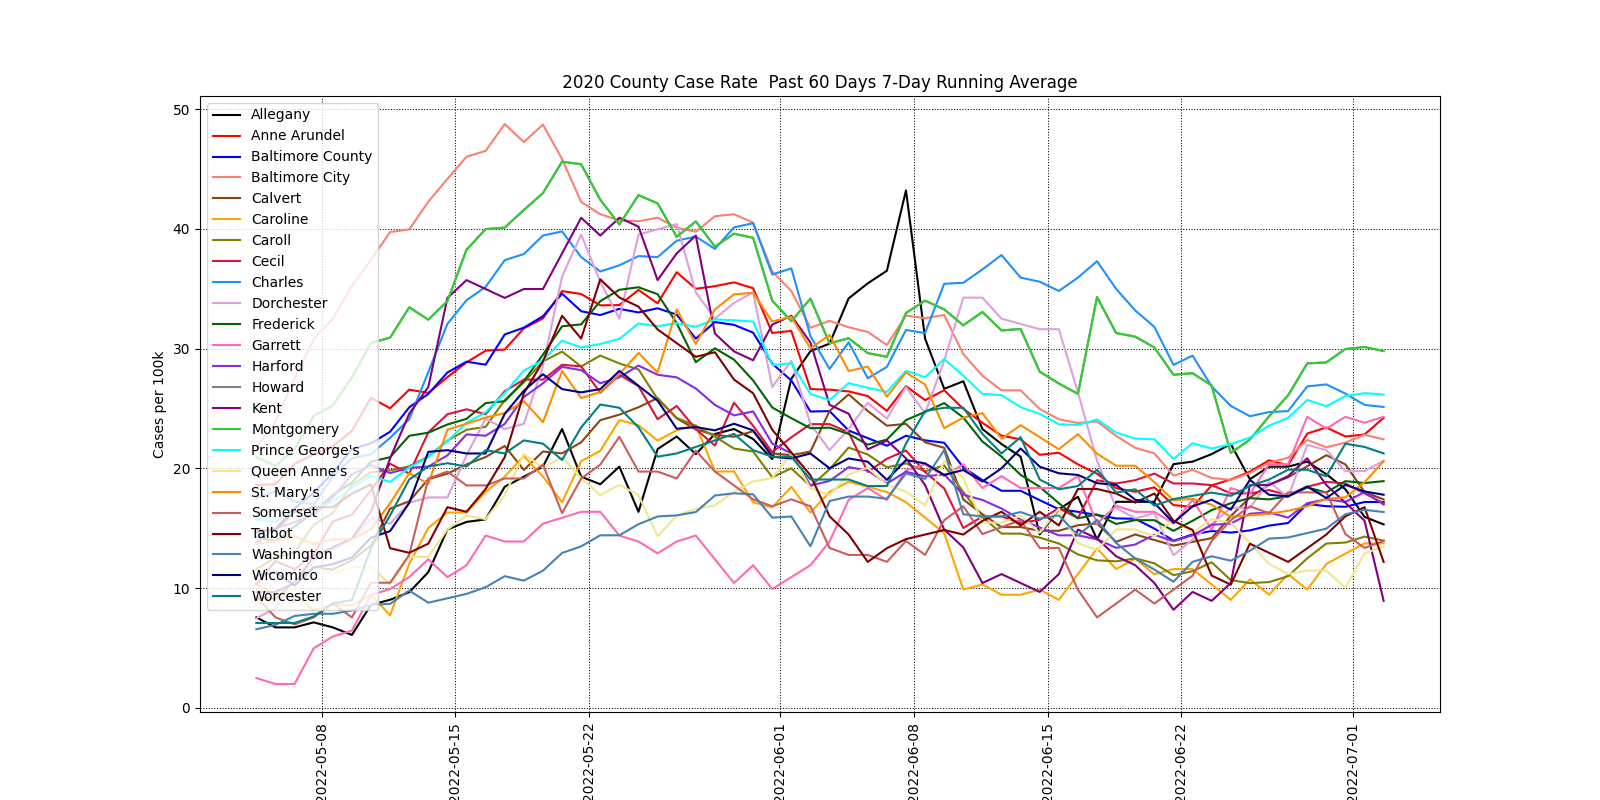 2020 County Case Rate  Past 60 Days 7-Day Running Average
Cases per 100k
50
40
30
20
10
0
Allegany
Anne Arundel
Baltimore County
Baltimore City
Calvert
Caroline
Caroll
Cecil
Charles
Dorchester
Frederick
Garrett
Harford
Howard
Kent
Montgomery
Prince George's
Queen Anne's
St. Mary's
Somerset
Talbot
Washington
Wicomico
Worcester
2022-05-08
2022-05-15
2022-05-22
2022-06-01
2022-06-08
2022-06-15
2022-06-22
2022-07-01